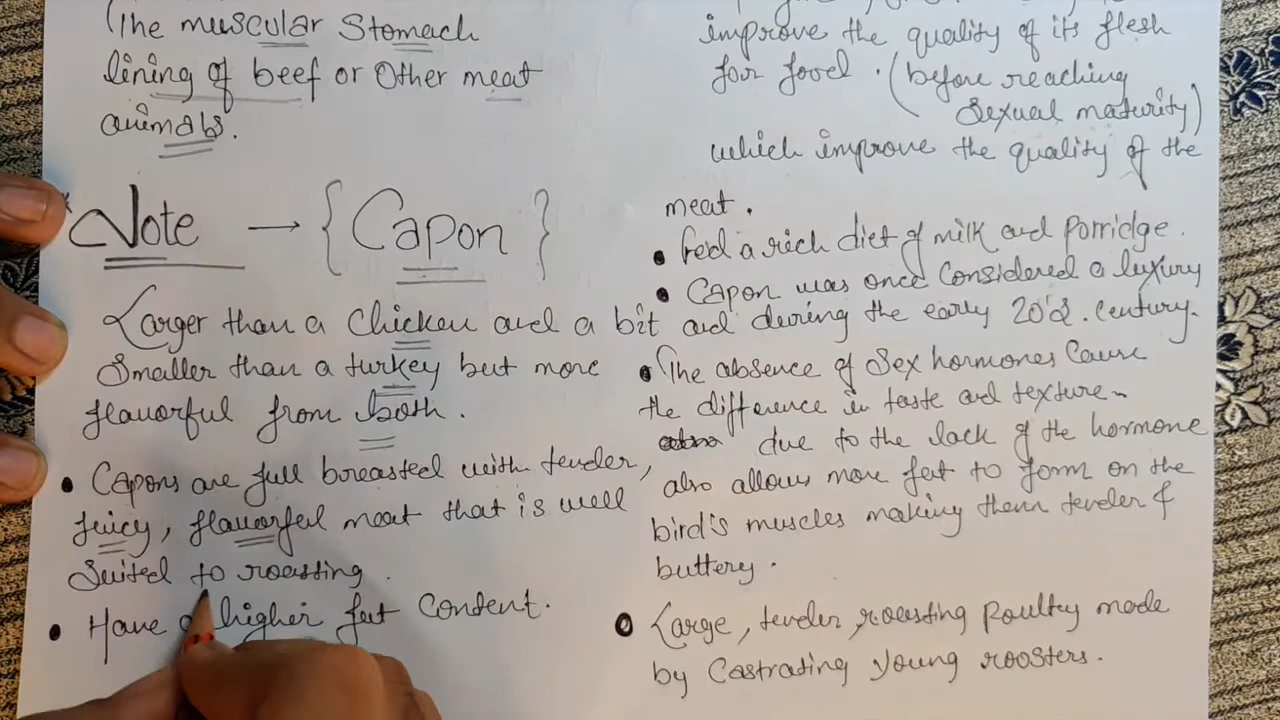 (The muscular Stomach
lining of beef or Other meat
animals.
Note → { Capon }
Larger than a chicken and a bit
Smaller than a turkey but more
flavorful from both.
• Capons are full breasted with tender,
juicy, flavorful meat that is well
Suited to roasting.
• Have a higher fat Content.
improve the quality of its flesh
for food. (before reaching
Sexual maturity)
which improve the quality of the
meat.
• fed a rich diet of milk and Porridge.
• Capon was once Considered a luxury
and during the early 20's. Century.
• The absence of Sex hormones Cause
the difference in taste and texture
due to the lack of the hormone
also allows more fat to form on the
bird's muscles making them tender &
buttery.
• Large, tender, roasting Poultry made
by Castrating young roosters.